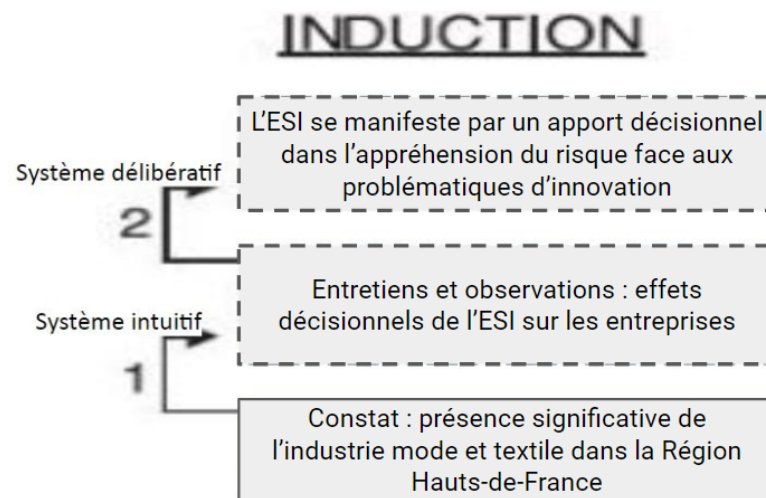 INDUCTION
L'ESI se manifeste par un apport décisionnel
dans l'appréhension du risque face aux
problématiques d'innovation
Système délibératif
2
Entretiens et observations : effets
décisionnels de l'ESI sur les entreprises
Système intuitif
1
Constat : présence significative de
l'industrie mode et textile dans la Région
Hauts-de-France